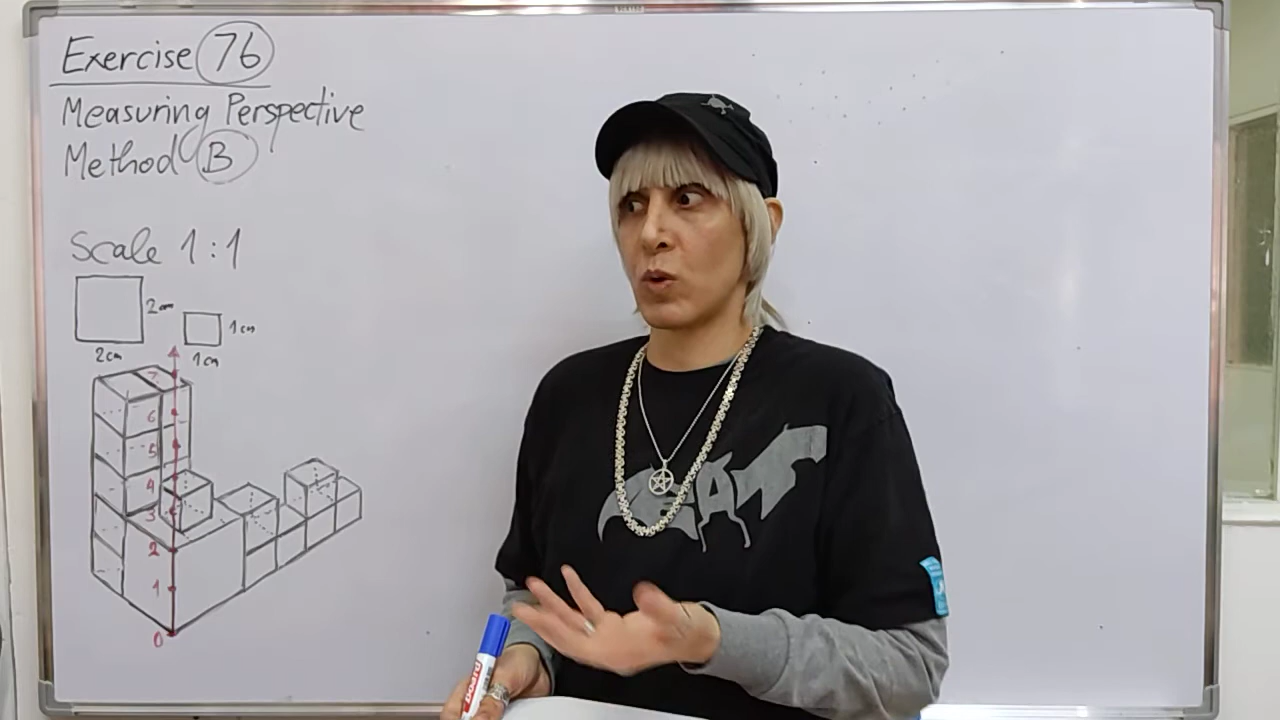 Exercise 76
Measuring Perspective
Method B
Scale 1:1
2cm
1cm
2cm
1cm
7
6
5
4
3
2
1
0
edding